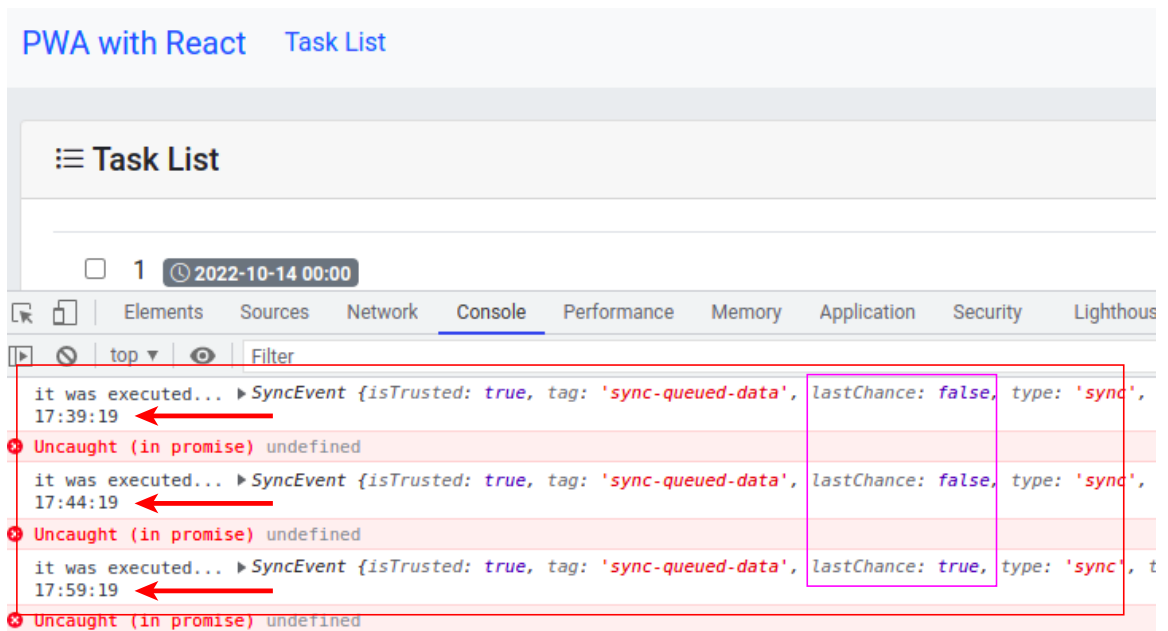 PWA with React Task List
Task List
1 2022-10-14 00:00
Elements Sources Network Console Performance Memory Application Security Lighthous
top ▼ Filter
it was executed... ▶SyncEvent {isTrusted: true, tag: 'sync-queued-data', lastChance: false, type: 'sync',
17:39:19
Uncaught (in promise) undefined
it was executed... ▶SyncEvent {isTrusted: true, tag: 'sync-queued-data', lastChance: false, type: 'sync',
17:44:19
Uncaught (in promise) undefined
it was executed... ▶SyncEvent {isTrusted: true, tag: 'sync-queued-data', lastChance: true, type: 'sync', t
17:59:19
Uncaught (in promise) undefined